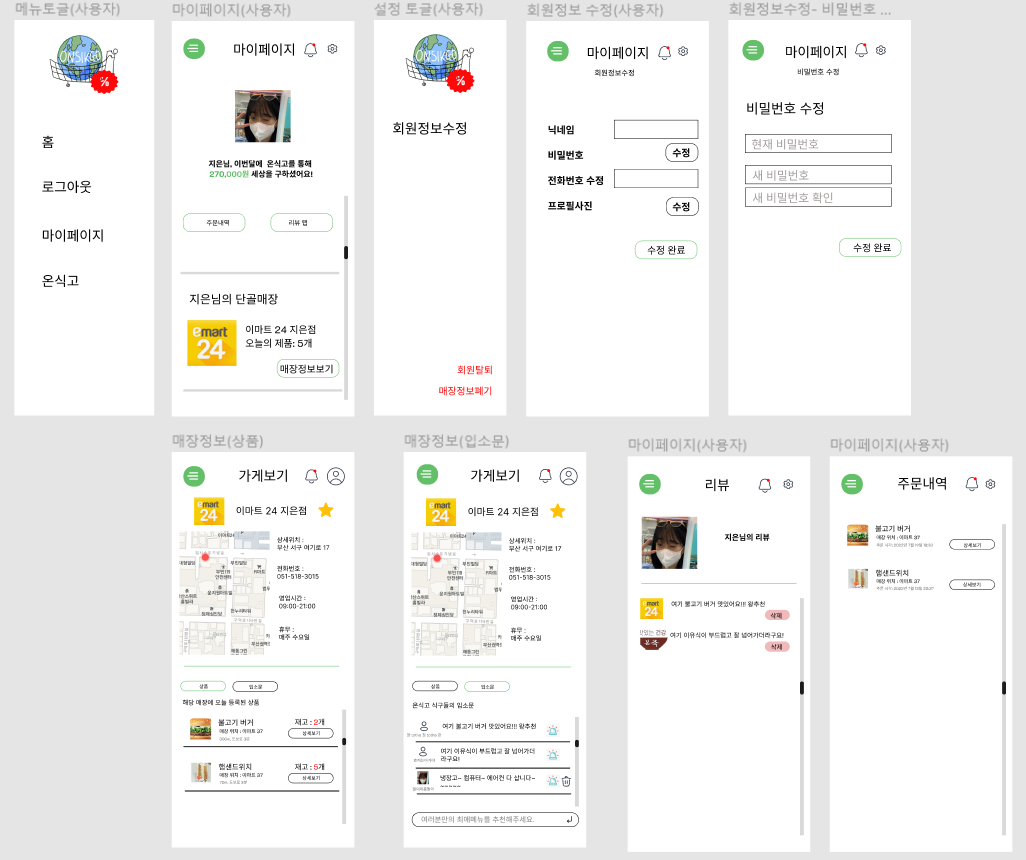 메뉴토글(사용자)
ONSIKGO
%
홈
로그아웃
마이페이지
온식고
마이페이지(사용자)
마이페이지
지은님, 이번달에 온식고를 통해
270,000원 세상을 구하셨어요!
주문내역
리뷰 탭
지은님의 단골매장
emart
24
이마트 24 지은점
오늘의 제품: 5개
매장정보보기
설정 토글(사용자)
ONSIKGO
%
회원정보수정
회원탈퇴
매장정보폐기
회원정보 수정(사용자)
마이페이지
회원정보수정
닉네임
비밀번호
수정
전화번호 수정
프로필사진
수정
수정 완료
회원정보수정- 비밀번호 ...
마이페이지
비밀번호 수정
비밀번호 수정
현재 비밀번호
새 비밀번호
새 비밀번호 확인
수정 완료
매장정보(상품)
가게보기
emart
24
이마트 24 지은점
상세위치 :
부산 서구 여기로 17
전화번호 :
051-518-3015
영업시간 :
09:00-21:00
휴무 :
매주 수요일
상품
입소문
해당 매장에 오늘 등록된 상품
불고기 버거
재고 : 2개
매장 위치 : 이마트 37
상세보기
햄샌드위치
재고 : 5개
매장 위치 : 이마트 37
상세보기
매장정보(입소문)
가게보기
emart
24
이마트 24 지은점
상세위치 :
부산 서구 여기로 17
전화번호 :
051-518-3015
영업시간 :
09:00-21:00
휴무 :
매주 수요일
상품
입소문
온식고 식구들의 입소문
여기 불고기 버거 맛있어요!!! 왕추천
여기 이유식이 부드럽고 잘 넘어가더
라구요!
냉장고~ 컴퓨터~ 에어컨 다 삽니다~
~~~~~
여러분만의 최애메뉴를 추천해주세요.
마이페이지(사용자)
리뷰
지은님의 리뷰
emart
24
여기 불고기 버거 맛있어요!!! 왕추천
삭제
본죽
여기 이유식이 부드럽고 잘 넘어가더라구요!
삭제
마이페이지(사용자)
주문내역
불고기 버거
매장 위치 : 이마트 37
상세보기
햄샌드위치
매장 위치 : 이마트 37
상세보기